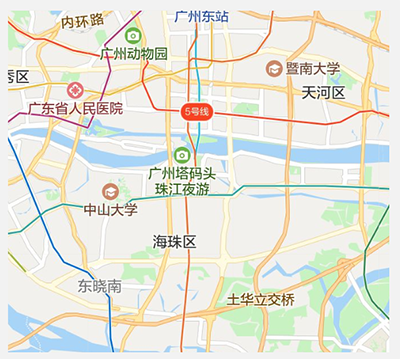 广州东站
内环路
广州动物园
暨南大学
秀区
天河区
广东省人民医院
5号线
广州塔码头
珠江夜游
中山大学
海珠区
东晓南
土华立交桥